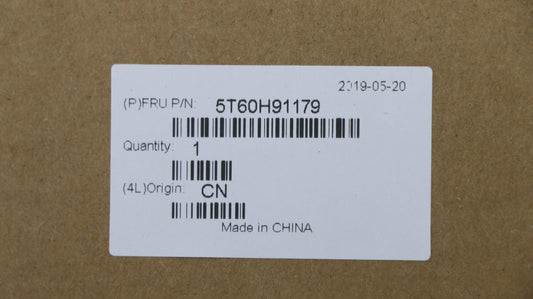 2019-05-20
(P)FRU P/N: 5T60H91179
Quantity: 1
(4L)Origin: CN
Made in CHINA